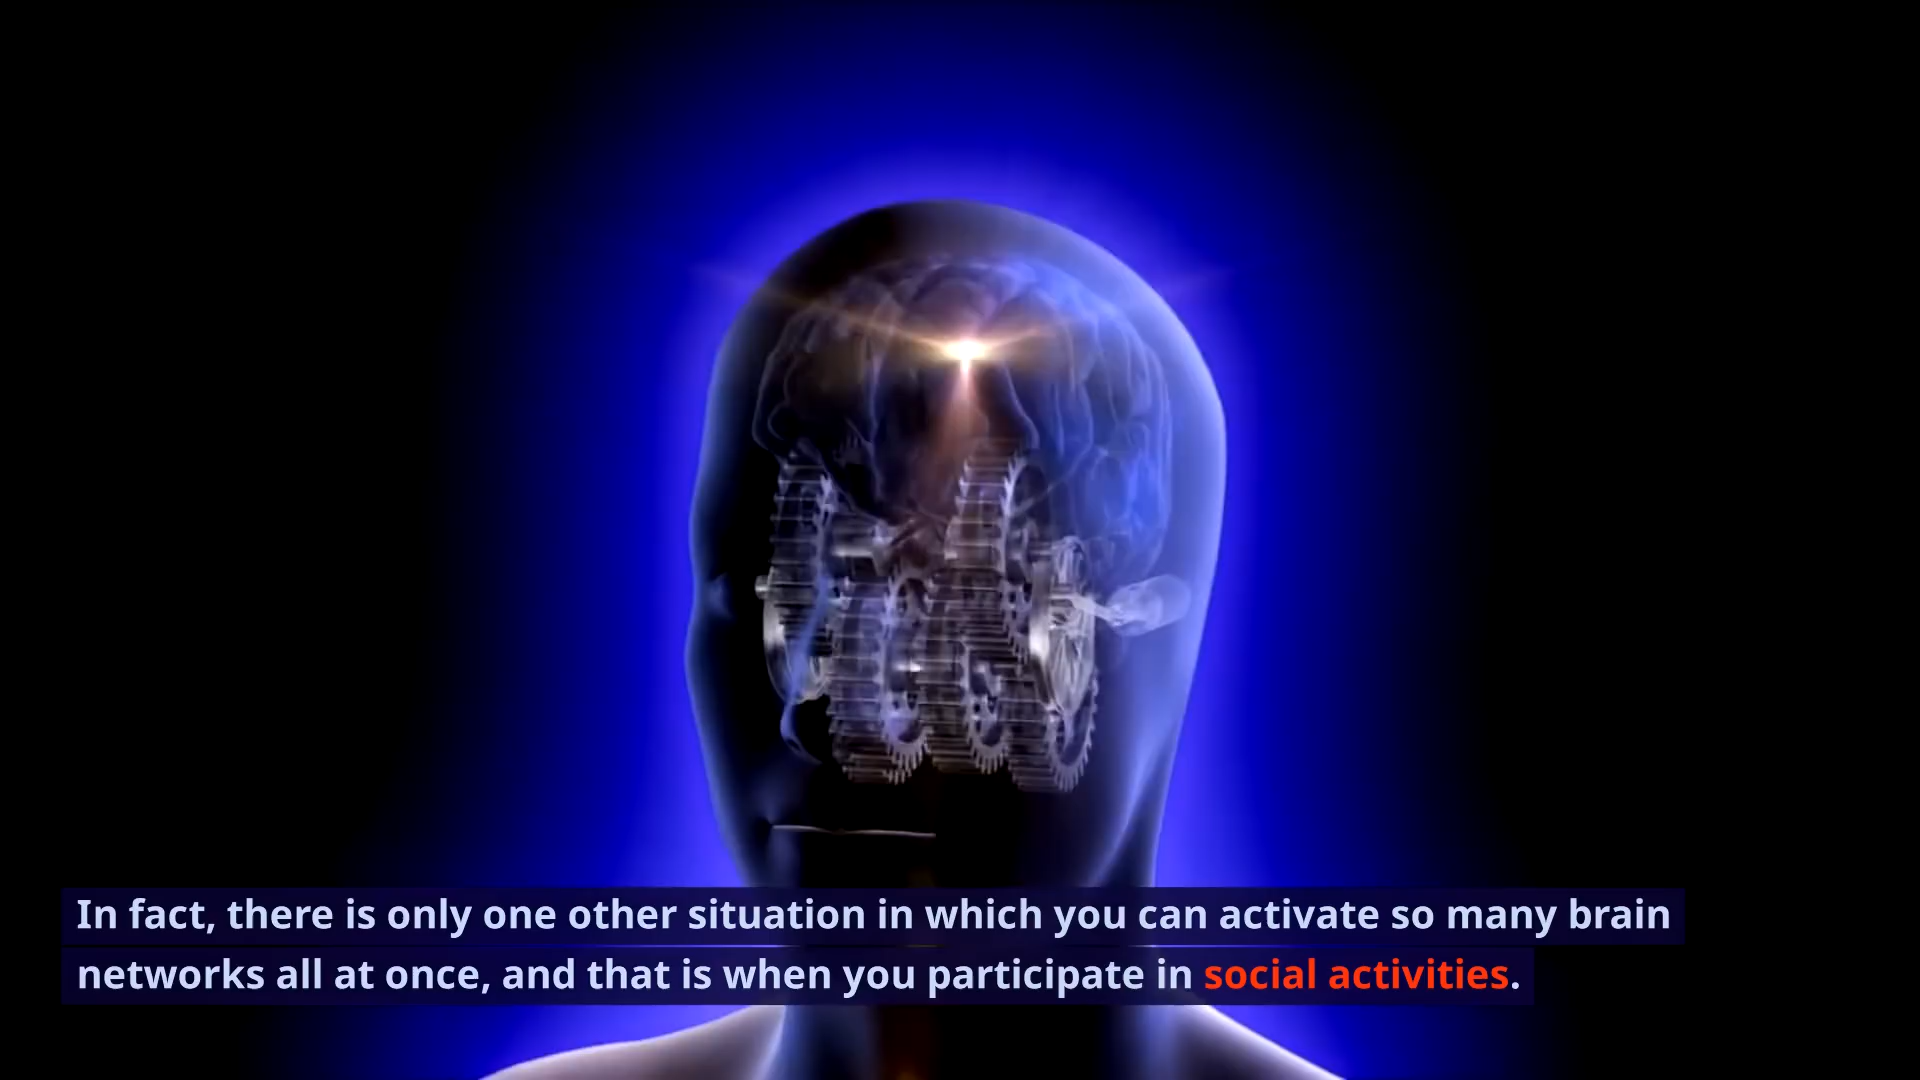 In fact, there is only one other situation in which you can activate so many brain
networks all at once, and that is when you participate in social activities.